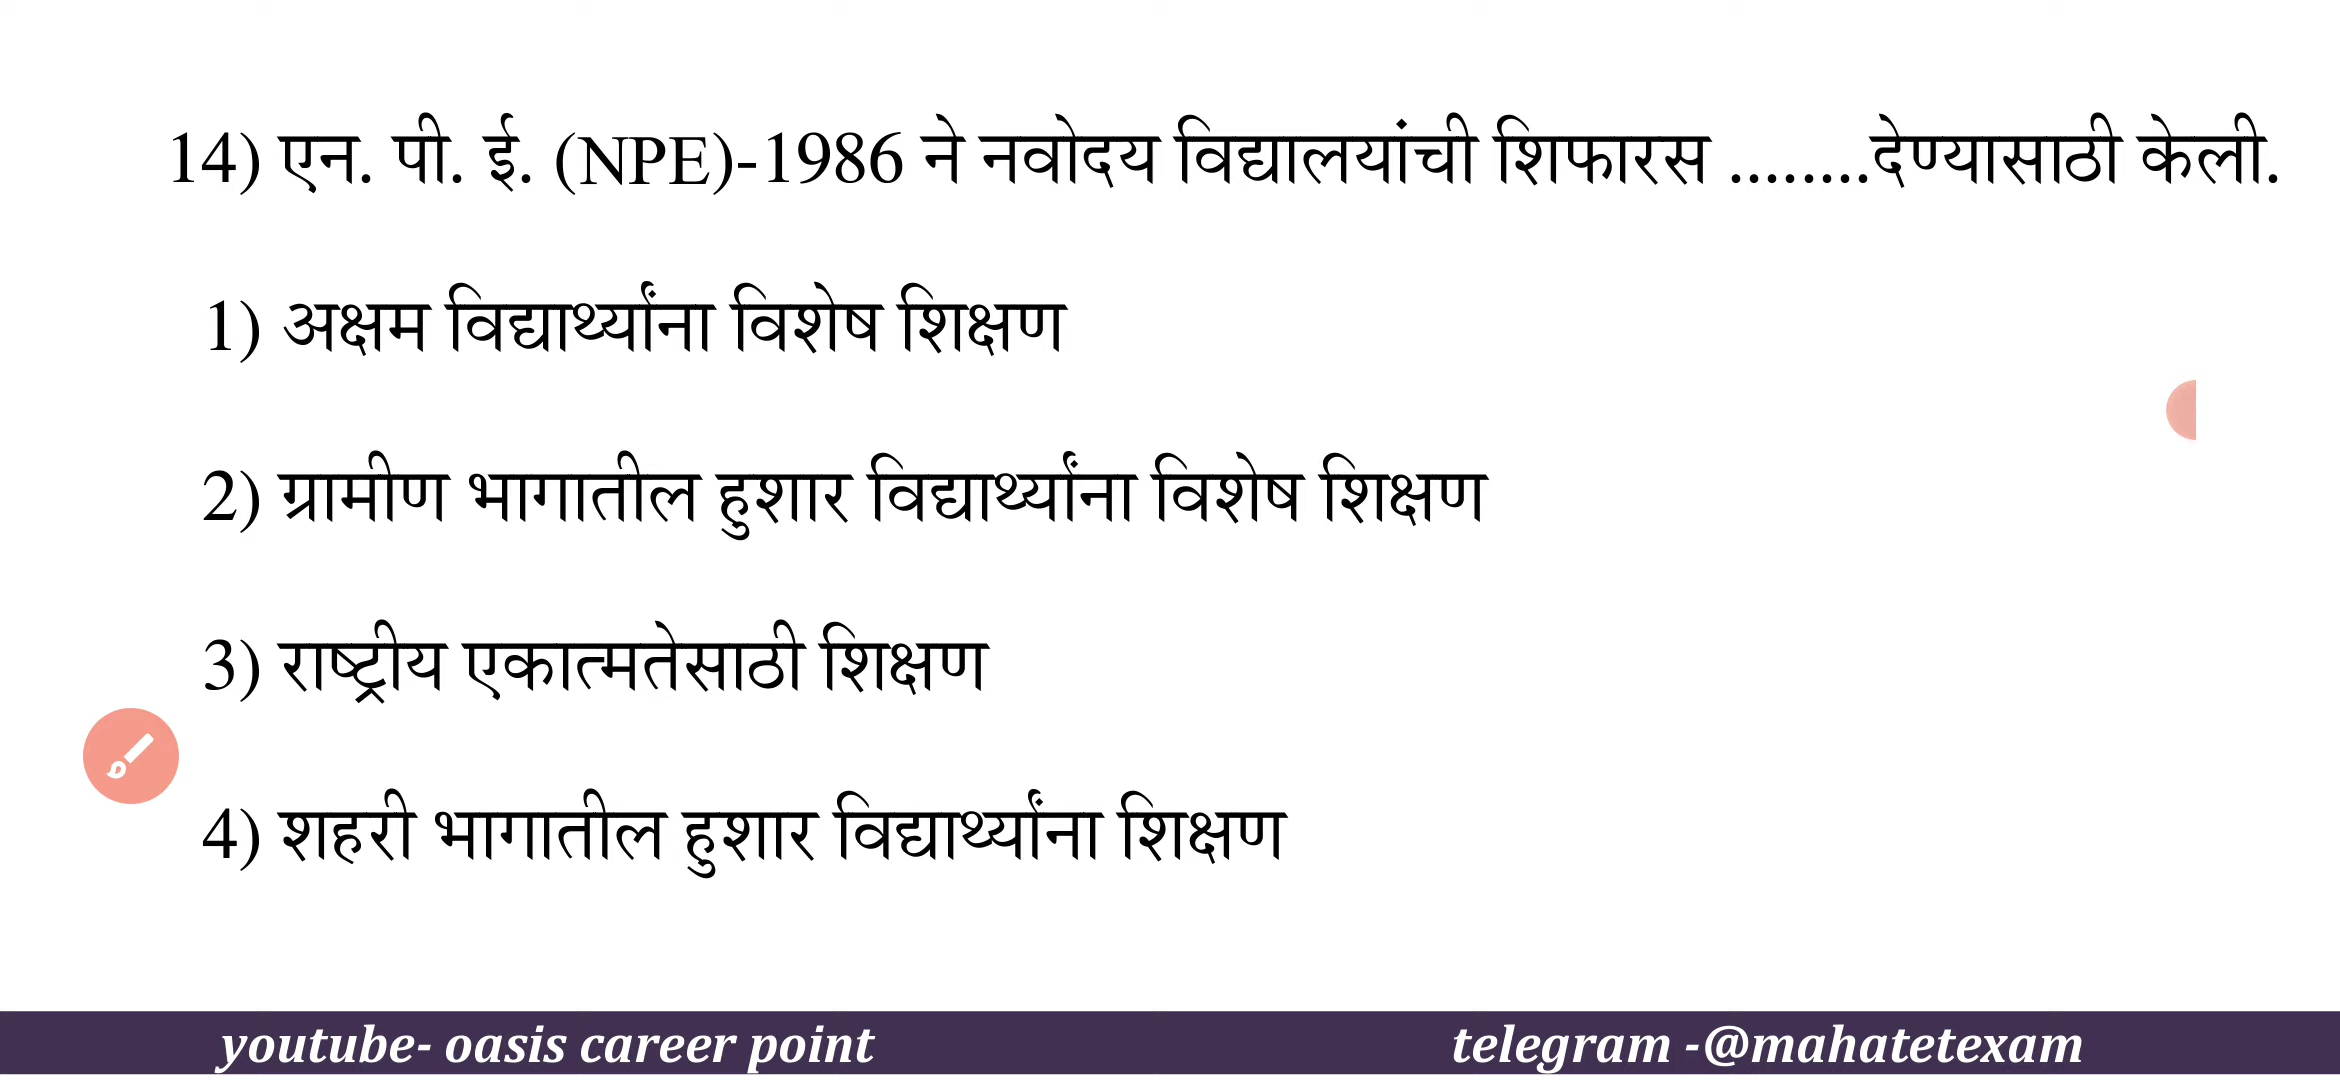 14) एन. पी. ई. (NPE)-1986 ने नवोदय विद्यालयांची शिफारस ........देण्यासाठी केली.
1) अक्षम विद्यार्थ्यांना विशेष शिक्षण
2) ग्रामीण भागातील हुशार विद्यार्थ्यांना विशेष शिक्षण
3) राष्ट्रीय एकात्मतेसाठी शिक्षण
4) शहरी भागातील हुशार विद्यार्थ्यांना शिक्षण
youtube- oasis career point telegram -@mahatetexam